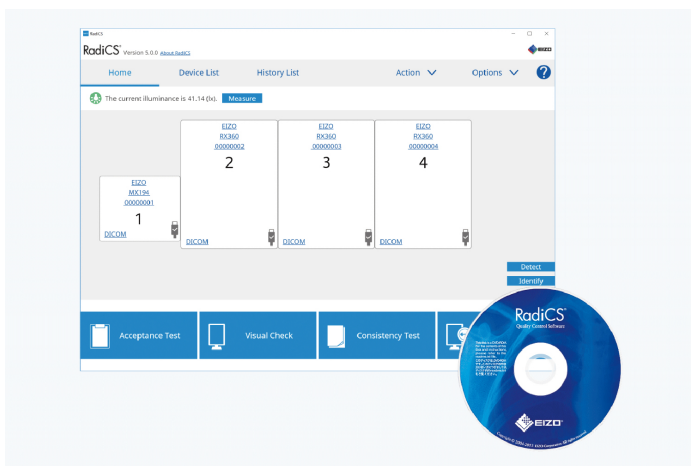 RadiCS
RadiCS® Version 5.0.0 About RadiCS
EIZO
Home Device List History List Action Options ?
The current illuminance is 41.14 (lx). Measure
EIZO
RX360
00000002
2
EIZO
RX360
00000003
3
EIZO
RX360
00000004
4
EIZO
MX194
00000001
1
DICOM
DICOM
DICOM
DICOM
Detect
Identify
Acceptance Test
Visual Check
Consistency Test
RadiCS®
Quality Control Software
EIZO®